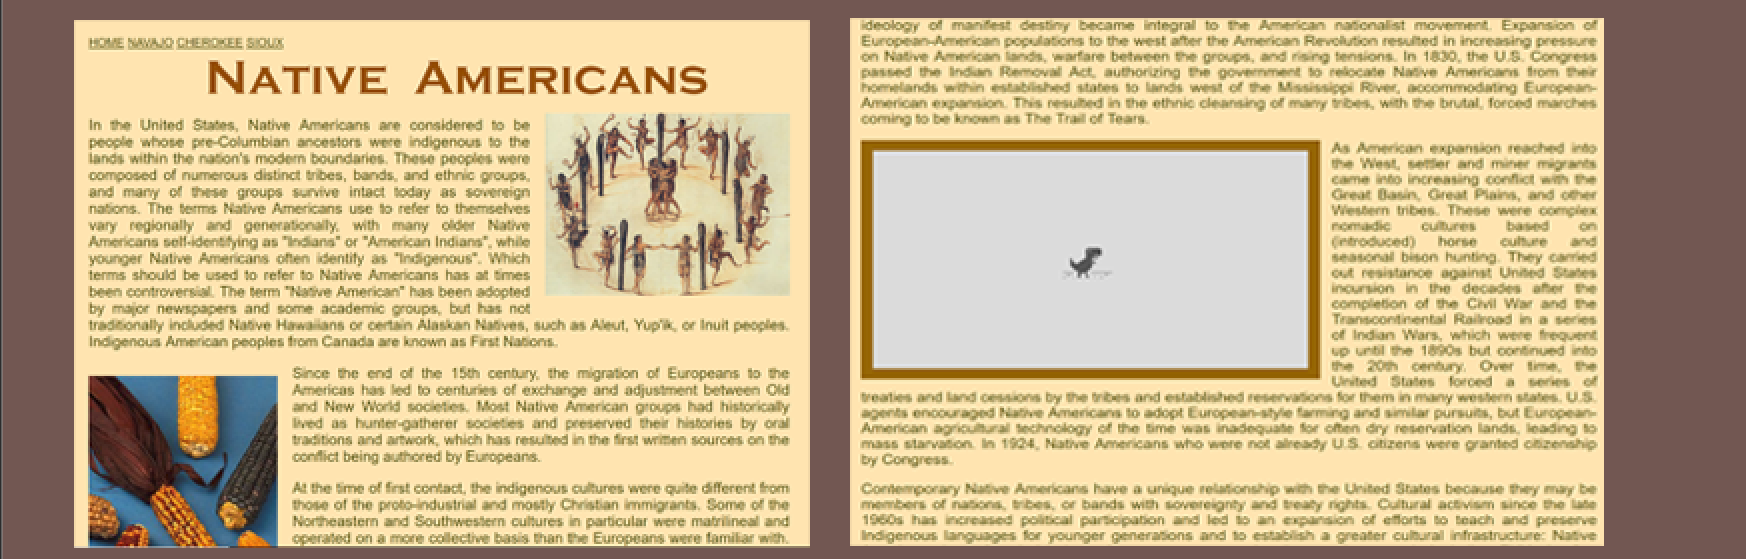 HOME NAVAJO CHEROKEE SIOUX
NATIVE AMERICANS
In the United States, Native Americans are considered to be
people whose pre-Columbian ancestors were indigenous to the
lands within the nation's modern boundaries. These peoples were
composed of numerous distinct tribes, bands, and ethnic groups,
and many of these groups survive intact today as sovereign
nations. The terms Native Americans use to refer to themselves
vary regionally and generationally, with many older Native
Americans self-identifying as "Indians" or "American Indians", while
younger Native Americans often identify as "Indigenous". Which
terms should be used to refer to Native Americans has at times
been controversial. The term "Native American" has been adopted
by major newspapers and some academic groups, but has not
traditionally included Native Hawaiians or certain Alaskan Natives, such as Aleut, Yup'ik, or Inuit peoples.
Indigenous American peoples from Canada are known as First Nations.
Since the end of the 15th century, the migration of Europeans to the
Americas has led to centuries of exchange and adjustment between Old
and New World societies. Most Native American groups had historically
lived as hunter-gatherer societies and preserved their histories by oral
traditions and artwork, which has resulted in the first written sources on the
conflict being authored by Europeans.
At the time of first contact, the indigenous cultures were quite different from
those of the proto-industrial and mostly Christian immigrants. Some of the
Northeastern and Southwestern cultures in particular were matrilineal and
operated on a more collective basis than the Europeans were familiar with.
ideology of manifest destiny became integral to the American nationalist movement. Expansion of
European-American populations to the west after the American Revolution resulted in increasing pressure
on Native American lands, warfare between the groups, and rising tensions. In 1830, the U.S. Congress
passed the Indian Removal Act, authorizing the government to relocate Native Americans from their
homelands within established states to lands west of the Mississippi River, accommodating European-
American expansion. This resulted in the ethnic cleansing of many tribes, with the brutal, forced marches
coming to be known as The Trail of Tears.
As American expansion reached into
the West, settler and miner migrants
came into increasing conflict with the
Great Basin, Great Plains, and other
Western tribes. These were complex
nomadic cultures based on
(introduced) horse culture and
seasonal bison hunting. They carried
out resistance against United States
incursion in the decades after the
completion of the Civil War and the
Transcontinental Railroad in a series
of Indian Wars, which were frequent
up until the 1890s but continued into
the 20th century. Over time, the
United States forced a series of
treaties and land cessions by the tribes and established reservations for them in many western states. U.S.
agents encouraged Native Americans to adopt European-style farming and similar pursuits, but European-
American agricultural technology of the time was inadequate for often dry reservation lands, leading to
mass starvation. In 1924, Native Americans who were not already U.S. citizens were granted citizenship
by Congress.
Contemporary Native Americans have a unique relationship with the United States because they may be
members of nations, tribes, or bands with sovereignty and treaty rights. Cultural activism since the late
1960s has increased political participation and led to an expansion of efforts to teach and preserve
Indigenous languages for younger generations and to establish a greater cultural infrastructure: Native